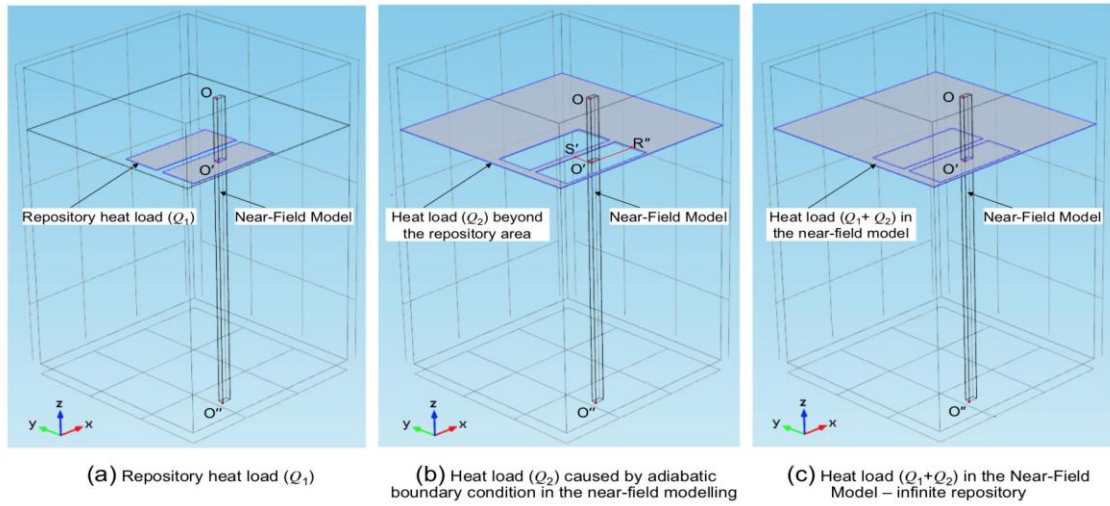 O
O'
Repository heat load (Q₁)
Near-Field Model
O''
z
y
x
(a) Repository heat load (Q₁)
O
S'
R''
O'
Heat load (Q₂) beyond
the repository area
Near-Field Model
O''
z
y
x
(b) Heat load (Q₂) caused by adiabatic
boundary condition in the near-field modelling
O
O'
Heat load (Q₁+ Q₂) in
the near-field model
Near-Field Model
O''
z
y
x
(c) Heat load (Q₁+Q₂) in the Near-Field
Model – infinite repository